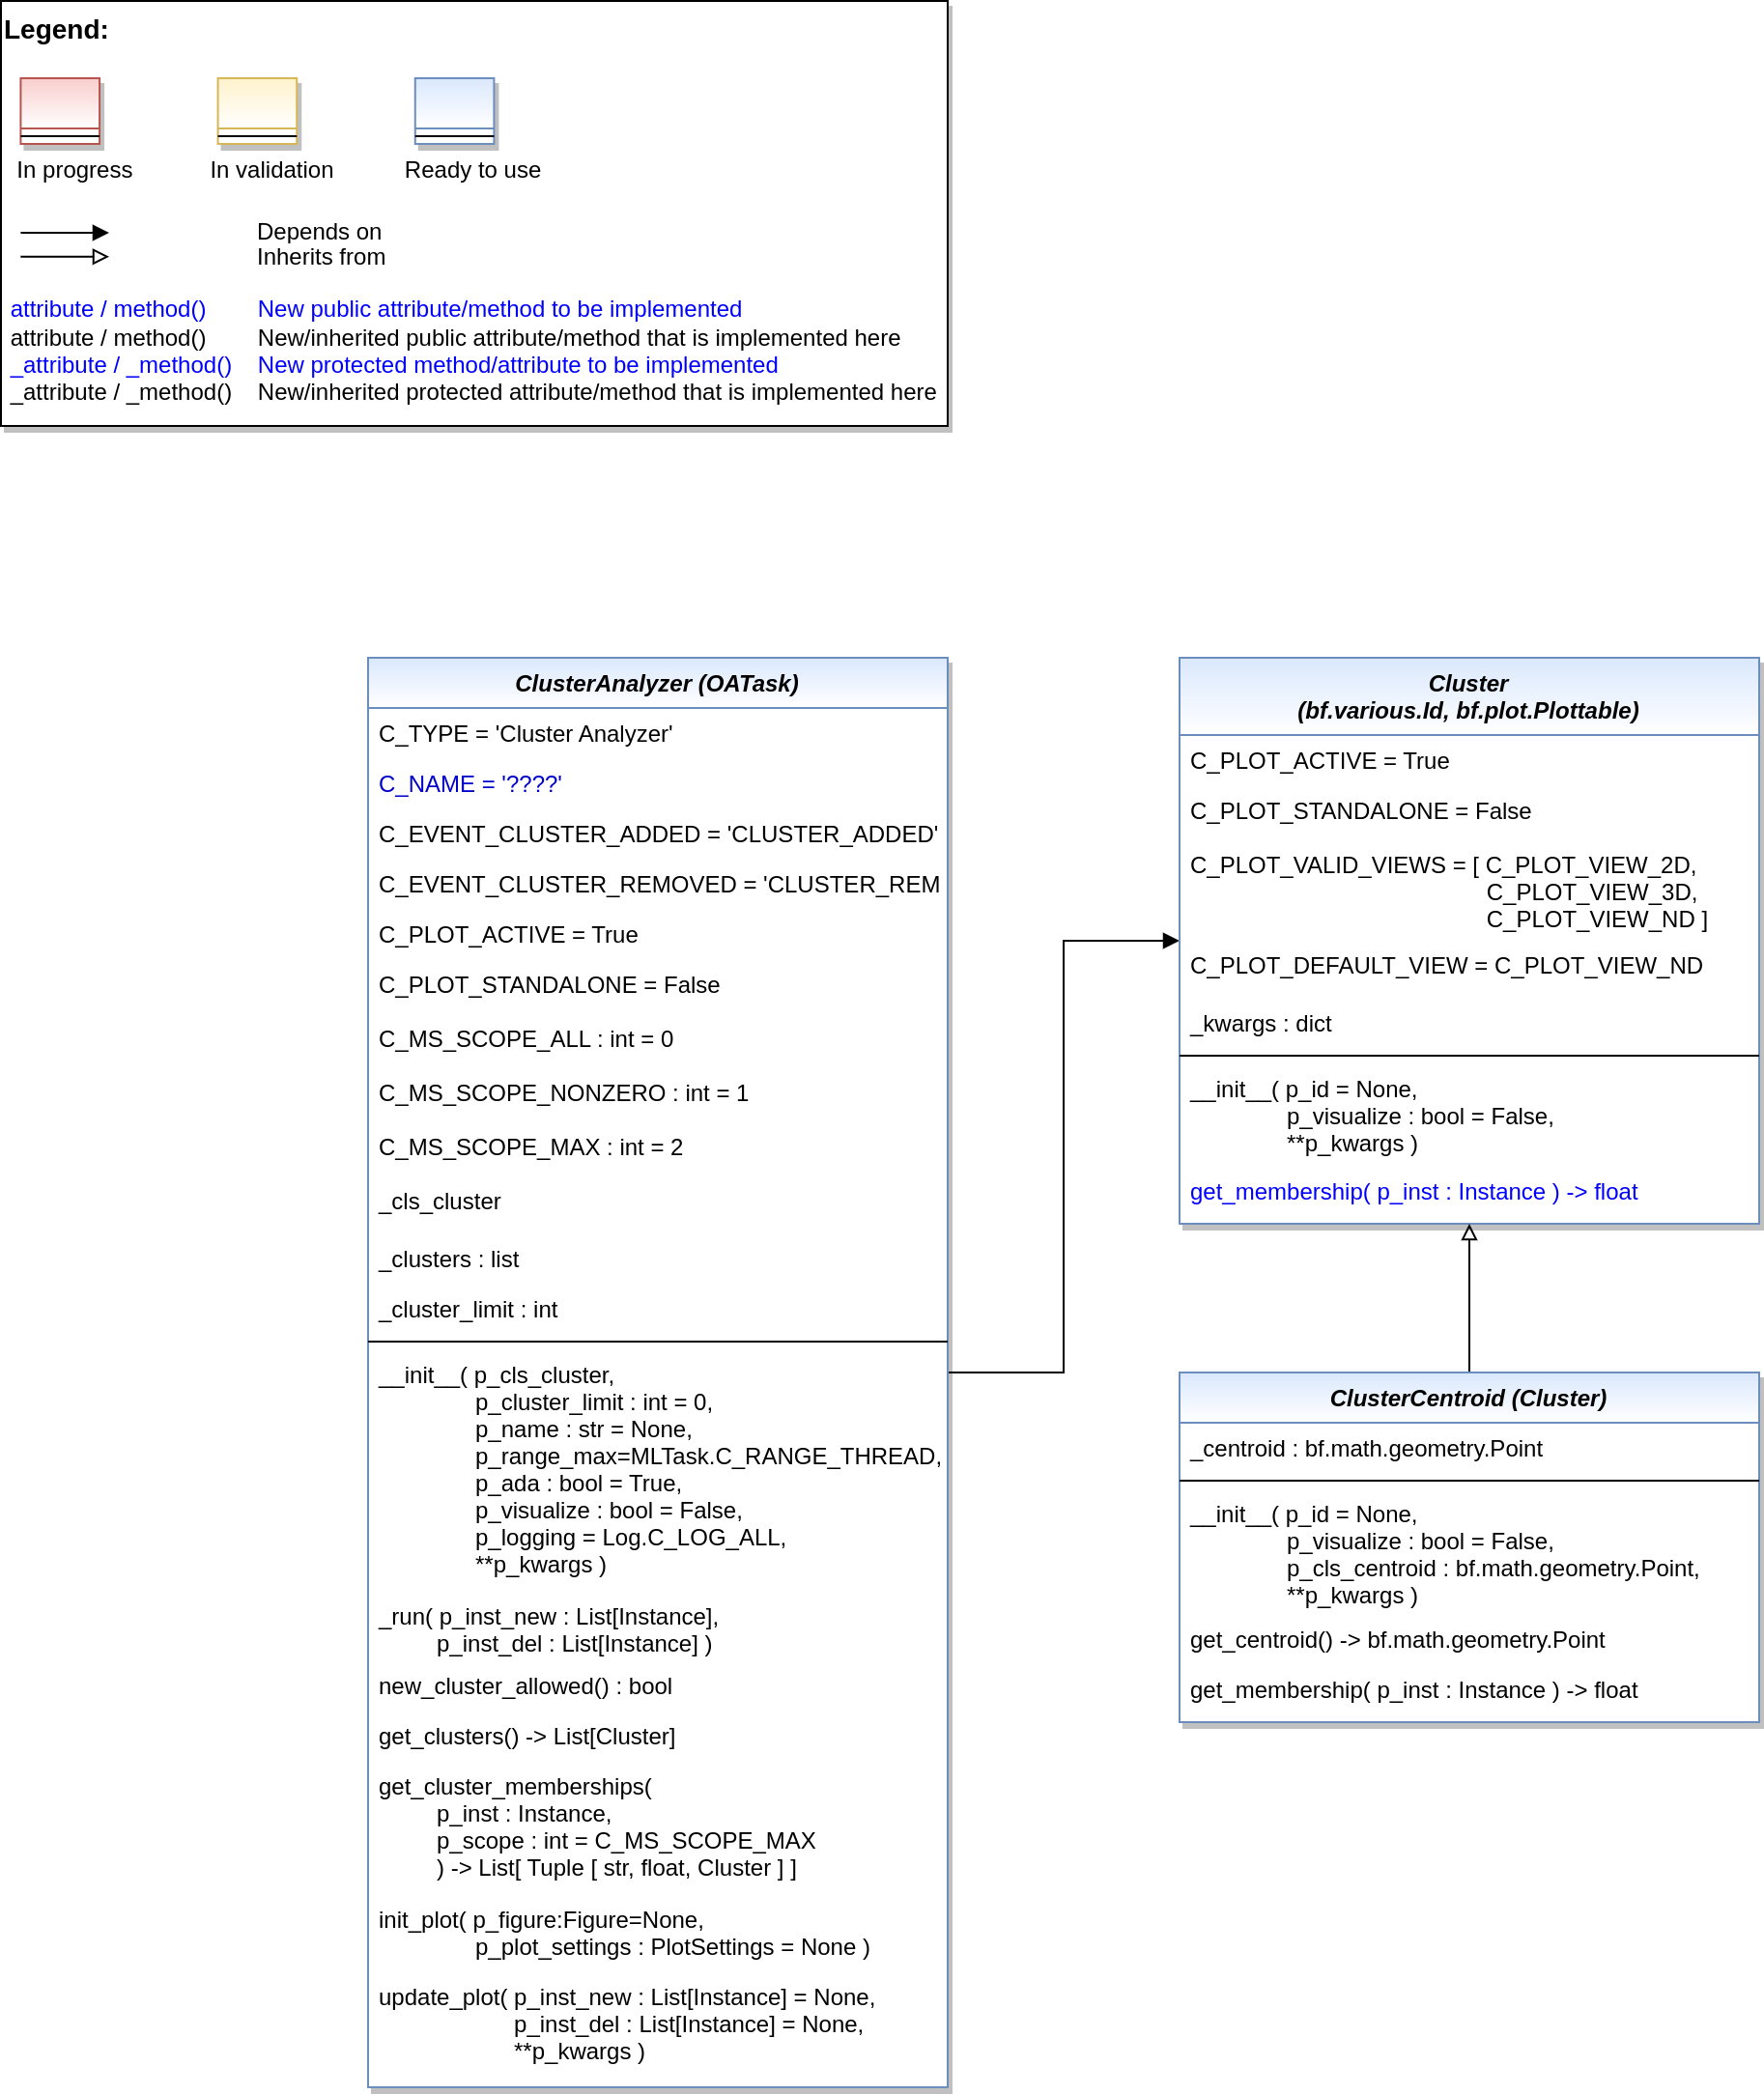 Legend:
In progress
In validation
Ready to use
Depends on
Inherits from
attribute / method() New public attribute/method to be implemented
attribute / method() New/inherited public attribute/method that is implemented here
_attribute / _method() New protected method/attribute to be implemented
_attribute / _method() New/inherited protected attribute/method that is implemented here
ClusterAnalyzer (OATask)
C_TYPE = 'Cluster Analyzer'
C_NAME = '????'
C_EVENT_CLUSTER_ADDED = 'CLUSTER_ADDED'
C_EVENT_CLUSTER_REMOVED = 'CLUSTER_REM
C_PLOT_ACTIVE = True
C_PLOT_STANDALONE = False
C_MS_SCOPE_ALL : int = 0
C_MS_SCOPE_NONZERO : int = 1
C_MS_SCOPE_MAX : int = 2
_cls_cluster
_clusters : list
_cluster_limit : int
__init__( p_cls_cluster,
p_cluster_limit : int = 0,
p_name : str = None,
p_range_max=MLTask.C_RANGE_THREAD,
p_ada : bool = True,
p_visualize : bool = False,
p_logging = Log.C_LOG_ALL,
**p_kwargs )
_run( p_inst_new : List[Instance],
p_inst_del : List[Instance] )
new_cluster_allowed() : bool
get_clusters() -> List[Cluster]
get_cluster_memberships(
p_inst : Instance,
p_scope : int = C_MS_SCOPE_MAX
) -> List[ Tuple [ str, float, Cluster ] ]
init_plot( p_figure:Figure=None,
p_plot_settings : PlotSettings = None )
update_plot( p_inst_new : List[Instance] = None,
p_inst_del : List[Instance] = None,
**p_kwargs )
Cluster
(bf.various.Id, bf.plot.Plottable)
C_PLOT_ACTIVE = True
C_PLOT_STANDALONE = False
C_PLOT_VALID_VIEWS = [ C_PLOT_VIEW_2D,
C_PLOT_VIEW_3D,
C_PLOT_VIEW_ND ]
C_PLOT_DEFAULT_VIEW = C_PLOT_VIEW_ND
_kwargs : dict
__init__( p_id = None,
p_visualize : bool = False,
**p_kwargs )
get_membership( p_inst : Instance ) -> float
ClusterCentroid (Cluster)
_centroid : bf.math.geometry.Point
__init__( p_id = None,
p_visualize : bool = False,
p_cls_centroid : bf.math.geometry.Point,
**p_kwargs )
get_centroid() -> bf.math.geometry.Point
get_membership( p_inst : Instance ) -> float